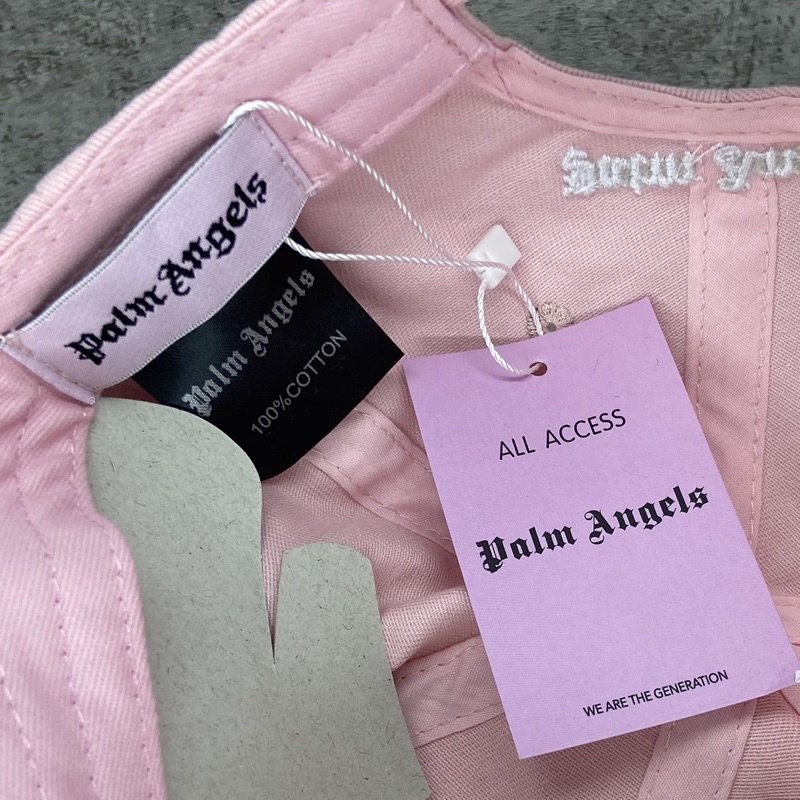 Palm Angels
Palm Angels
100%COTTON
ALL ACCESS
Palm Angels
WE ARE THE GENERATION